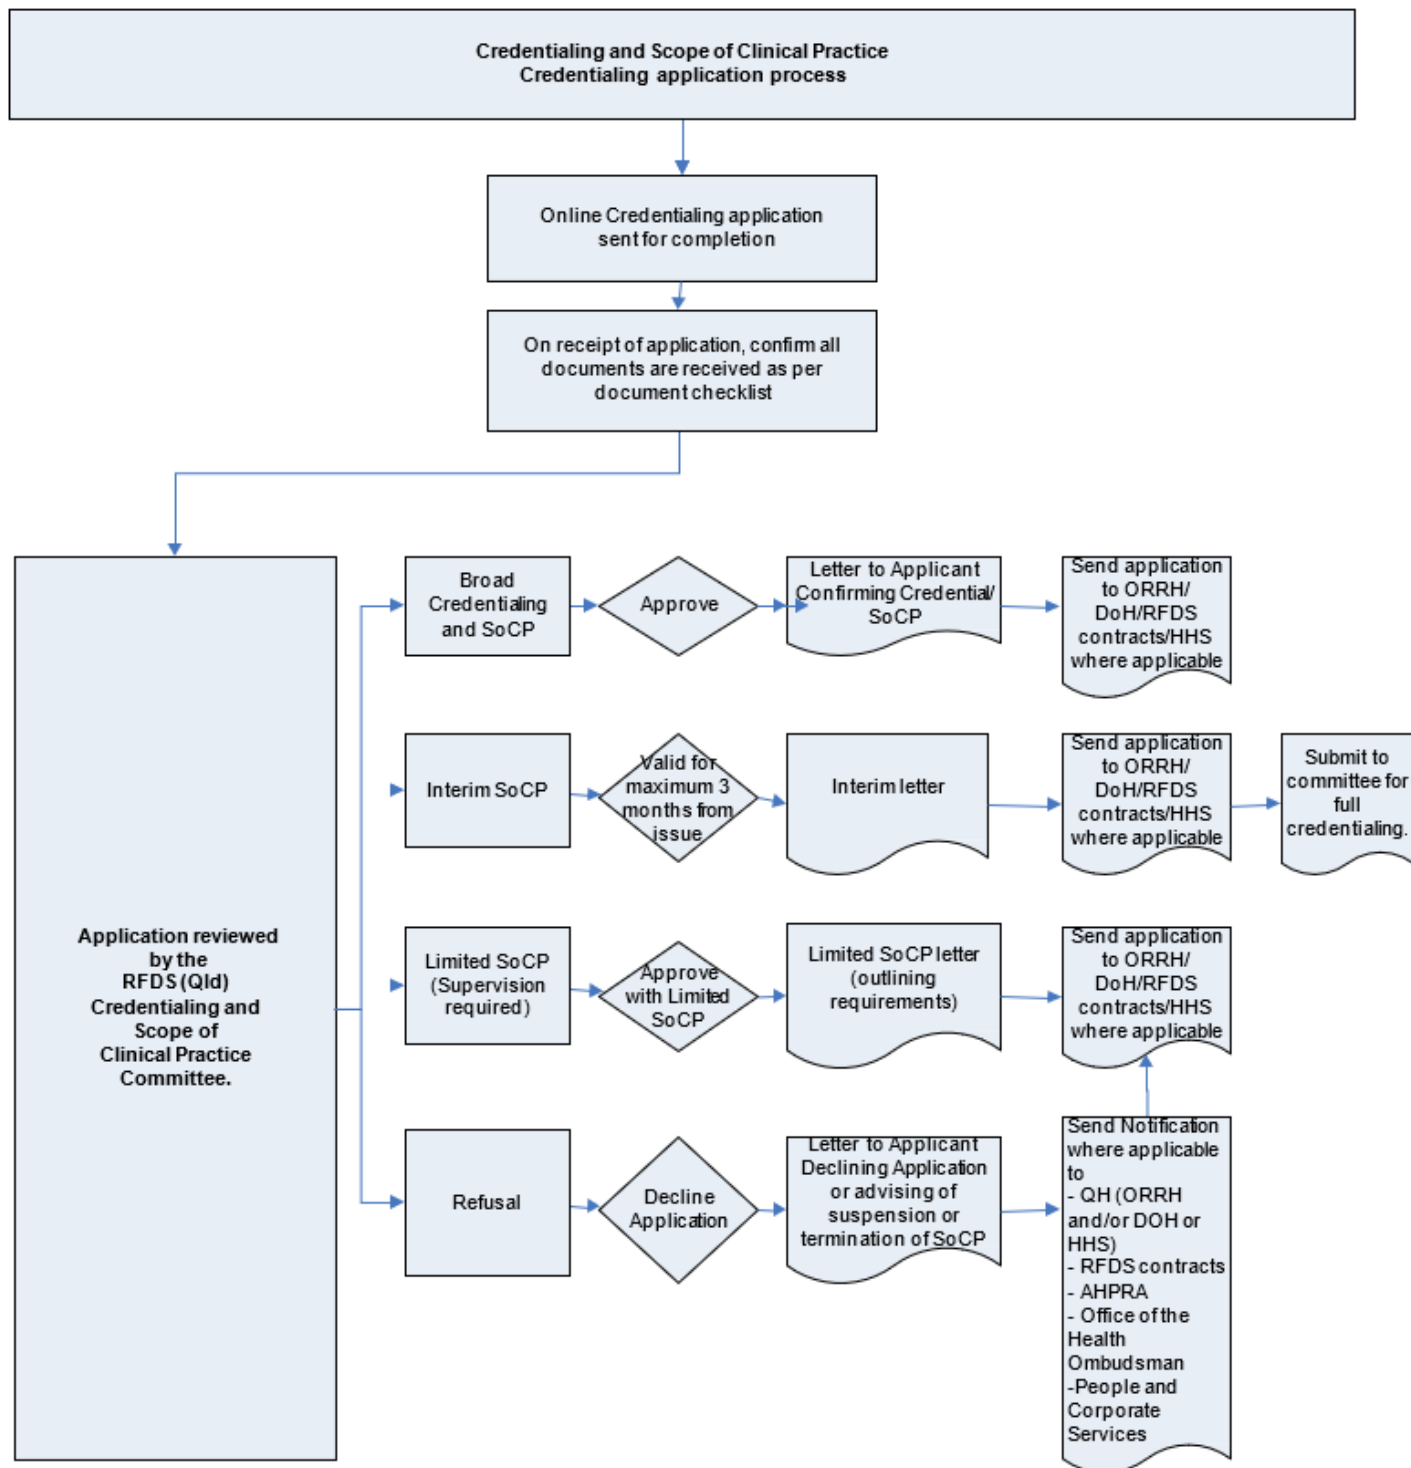 Credentialing and Scope of Clinical Practice
Credentialing application process
Online Credentialing application
sent for completion
On receipt of application, confirm all
documents are received as per
document checklist
Application reviewed
by the
RFDS (Qld)
Credentialing and
Scope of
Clinical Practice
Committee.
Broad
Credentialing
and SoCP
Approve
Letter to Applicant
Confirming Credential/
SoCP
Send application
to ORRH/
DoH/RFDS
contracts/HHS
where applicable
Interim SoCP
Valid for
maximum 3
months from
issue
Interim letter
Send application
to ORRH/
DoH/RFDS
contracts/HHS
where applicable
Submit to
committee for
full
credentialing.
Limited SoCP
(Supervision
required)
Approve
with Limited
SoCP
Limited SoCP letter
(outlining
requirements)
Send application
to ORRH/
DoH/RFDS
contracts/HHS
where applicable
Refusal
Decline
Application
Letter to Applicant
Declining Application
or advising of
suspension or
termination of SoCP
Send Notification
where applicable
to
- QH (ORRH
and/or DOH or
HHS)
- RFDS contracts
- AHPRA
- Office of the
Health
Ombudsman
-People and
Corporate
Services